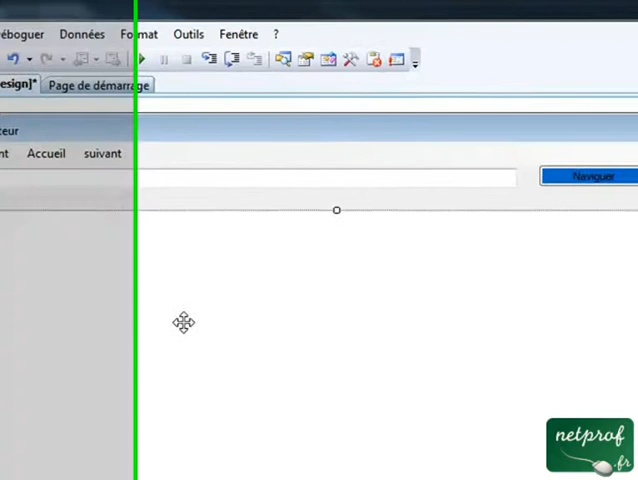 éboguer Données Format Outils Fenêtre ?
esign]* Page de démarrage
teur
nt Accueil suivant
Naviguer
netprof
.fr